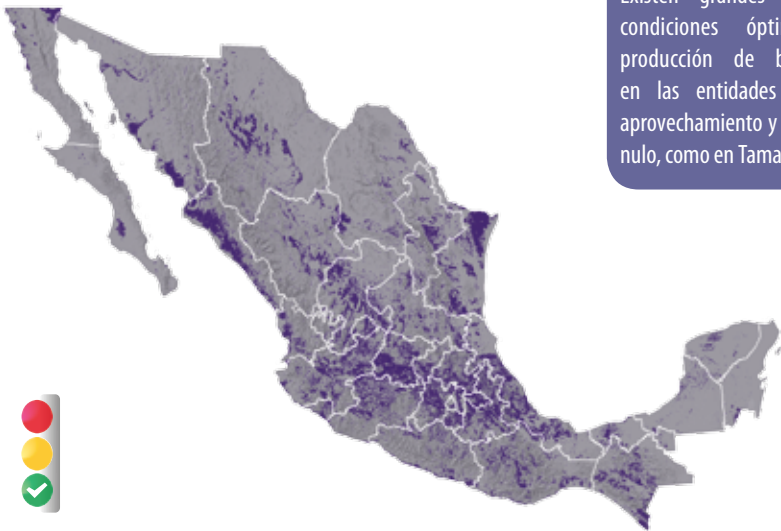 Existen grandes
condiciones
producción de
en las entidades
aprovechamiento y
nulo, como en